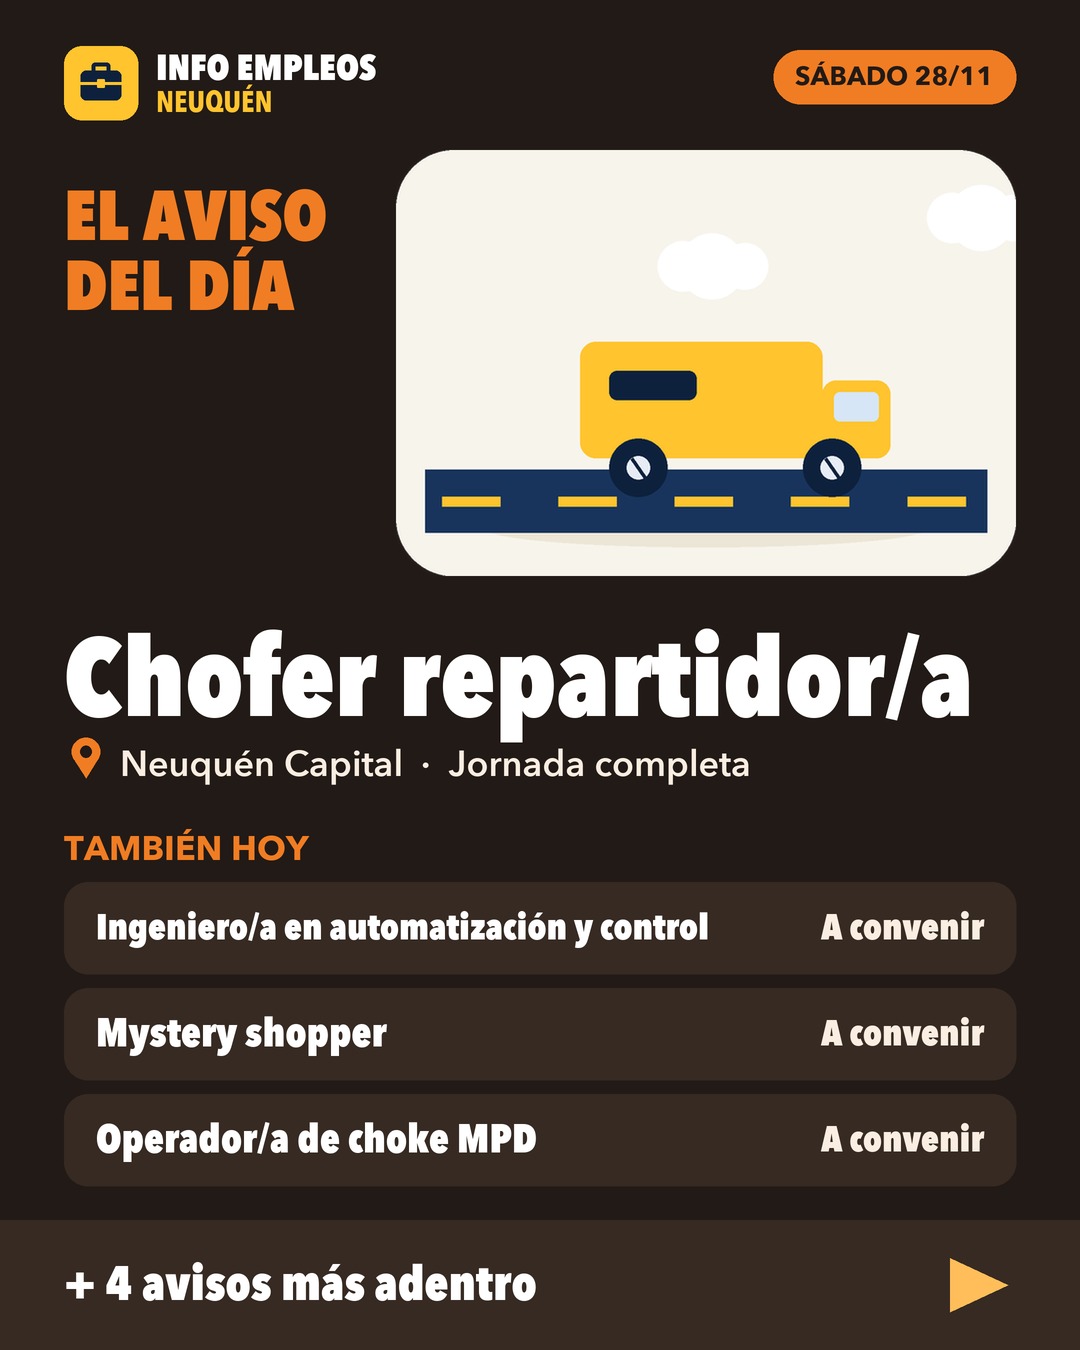 INFO EMPLEOS
NEUQUÉN
SÁBADO 28/11
EL AVISO
DEL DÍA
Chofer repartidor/a
Neuquén Capital · Jornada completa
TAMBIÉN HOY
Ingeniero/a en automatización y control A convenir
Mystery shopper A convenir
Operador/a de choke MPD A convenir
+ 4 avisos más adentro